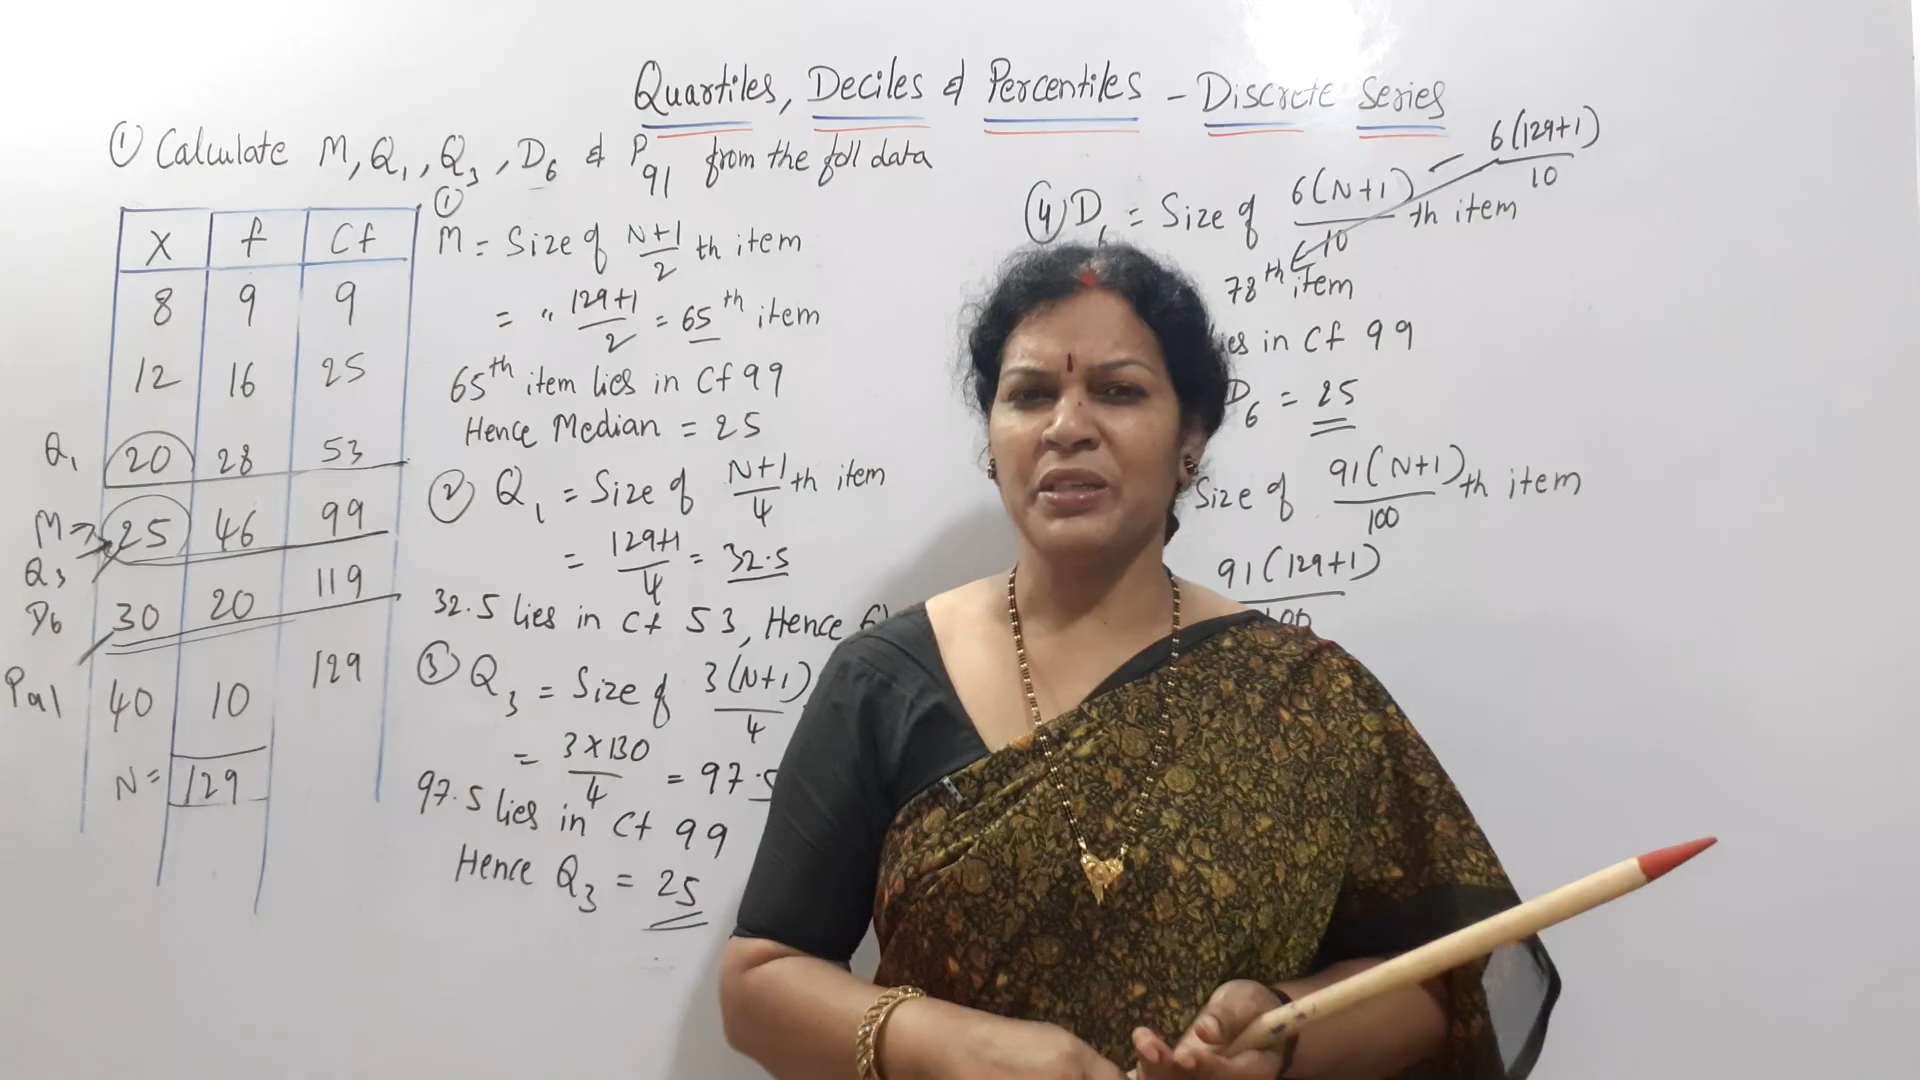 Quartiles, Deciles & Percentiles - Discrete Series
① Calculate M, Q1, Q3, D6 & P91 from the foll data
X f Cf
8 9 9
12 16 25
Q1 20 28 53
M 25 46 99
Q3
D6 30 20 119
P91 40 10 129
N = 129
①
M = Size of N+1/2 th item
= " 129+1/2 = 65th item
65th item lies in Cf 99
Hence Median = 25
② Q1 = Size of N+1/4 th item
= 129+1/4 = 32.5
32.5 lies in Cf 53, Hence
③ Q3 = Size of 3(N+1)/4
= 3×130/4 = 97.5
97.5 lies in Cf 99
Hence Q3 = 25
④ D6 = Size of 6(N+1)/10 th item = 6(129+1)/10
78th item
in Cf 99
D6 = 25
Size of 91(N+1)/100 th item
91(129+1)/100